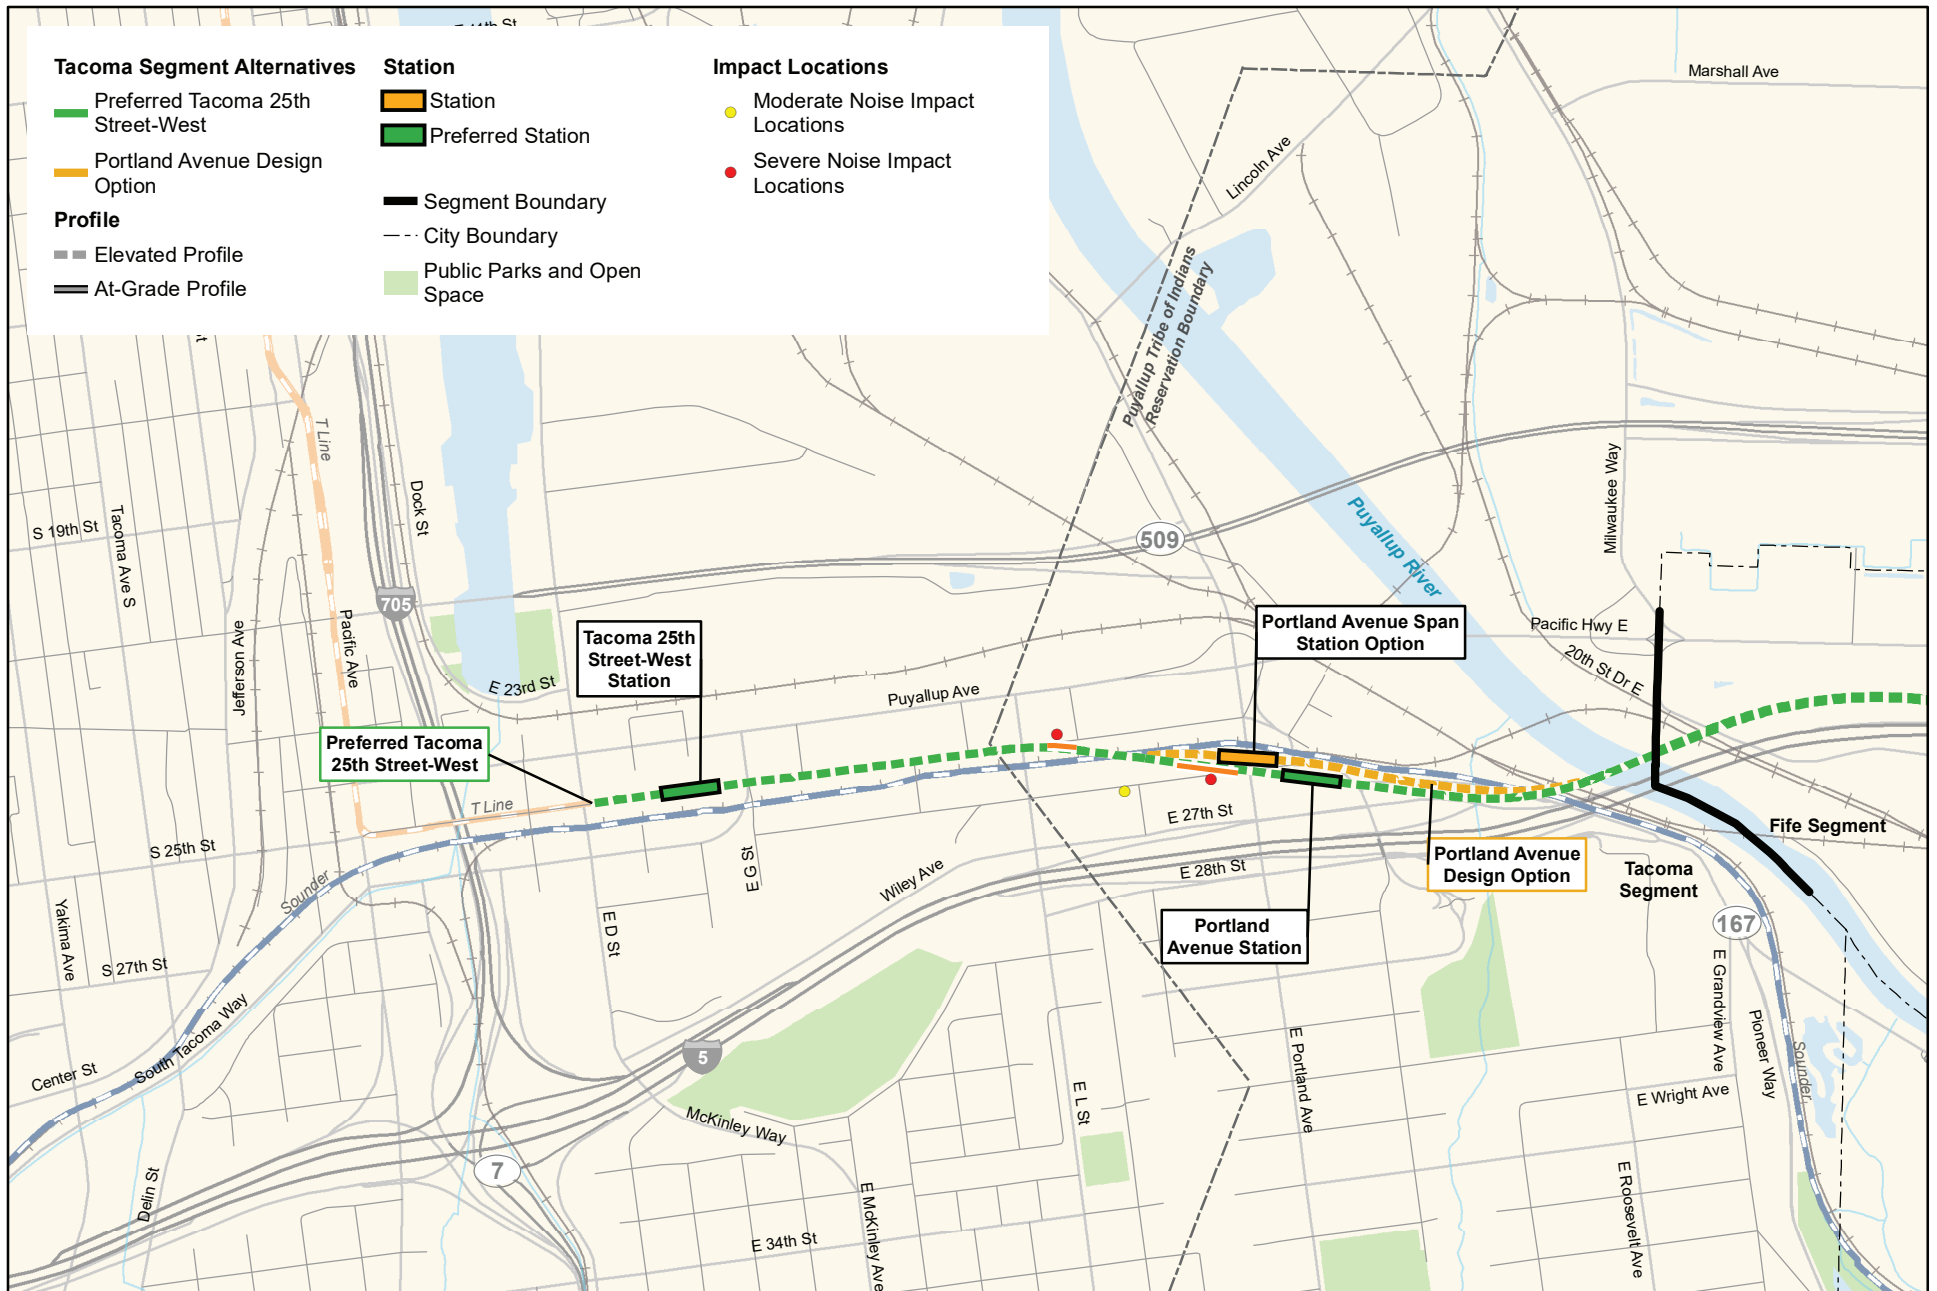 Tacoma Segment Alternatives
Preferred Tacoma 25th
Street-West
Portland Avenue Design
Option
Profile
Elevated Profile
At-Grade Profile
Station
Station
Preferred Station
Segment Boundary
City Boundary
Public Parks and Open
Space
Impact Locations
Moderate Noise Impact
Locations
Severe Noise Impact
Locations
Marshall Ave
Lincoln Ave
Puyallup Tribe of Indians
Reservation Boundary
T Line
Dock St
S 19th St
Tacoma Ave S
Jefferson Ave
Pacific Ave
705
509
Puyallup River
Milwaukee Way
Pacific Hwy E
20th St Dr E
Portland Avenue Span
Station Option
Tacoma 25th
Street-West
Station
E 23rd St
Puyallup Ave
Preferred Tacoma
25th Street-West
T Line
S 25th St
Sounder
E G St
E 27th St
E 28th St
Wiley Ave
Portland Avenue
Design Option
Tacoma
Segment
Fife Segment
Portland
Avenue Station
167
Yakima Ave
S 27th St
E D St
South Tacoma Way
Center St
5
McKinley Way
E L St
E Portland Ave
E Grandview Ave
Pioneer Way
Sounder
E Wright Ave
7
Delin St
E 34th St
E McKinley Ave
E Roosevelt Ave